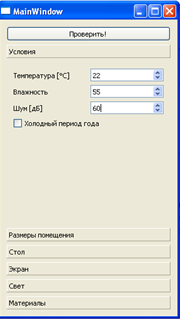 MainWindow
Проверить!
Условия
Температура [°C] 22
Влажность 55
Шум [дБ] 60
Холодный период года
Размеры помещения
Стол
Экран
Свет
Материалы